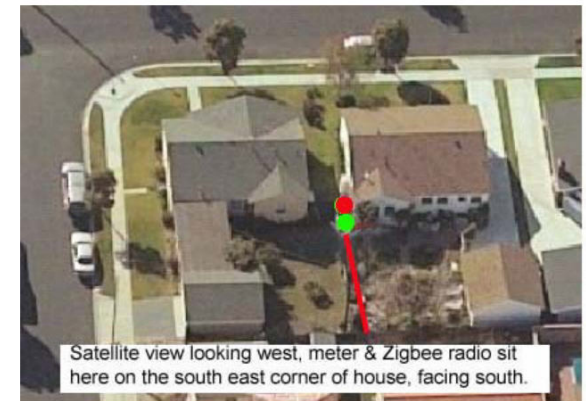 Satellite view looking west, meter & Zigbee radio sit
here on the south east corner of house, facing south.